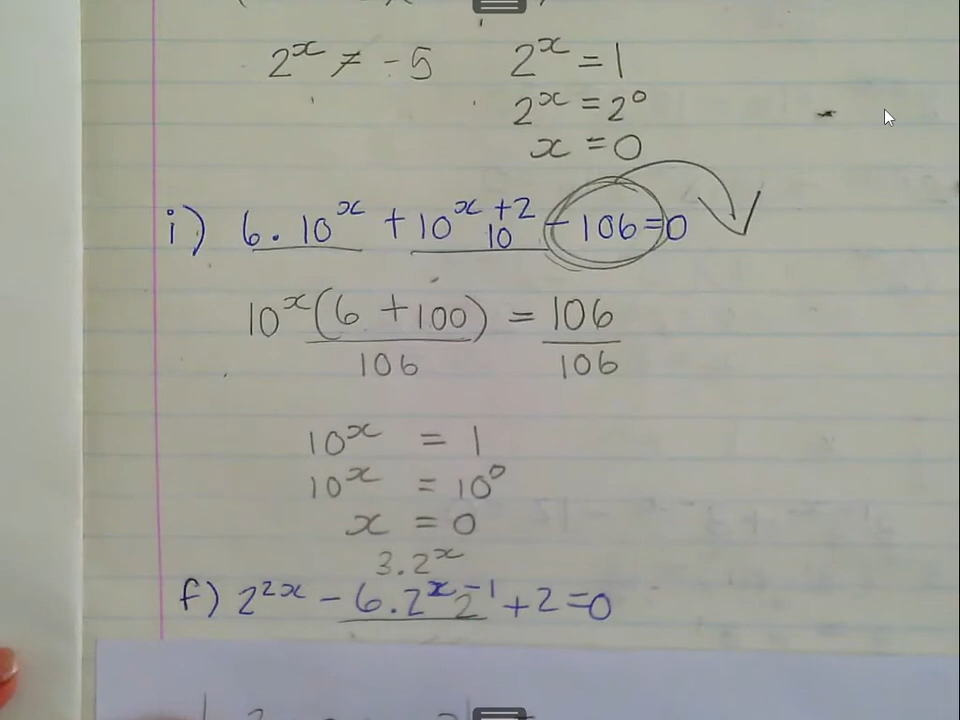 2^x ≠ -5 2^x = 1
2^x = 2^0
x = 0
i) 6.10^x + 10^x 10^+2 - 106 = 0
10^x(6 + 100) = 106
106 106
10^x = 1
10^x = 10^0
x = 0
3.2^x
f) 2^2x - 6.2^x 2^-1 + 2 = 0